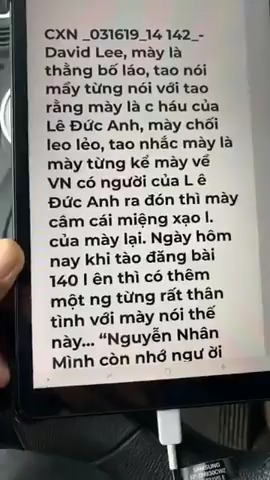 CXN _031619_14 142_-
David Lee, mày là
thằng bố láo, tao nói
mấy từng nói với tao
rằng mày là c háu của
Lê Đức Anh, mày chối
leo lẻo, tao nhắc mày là
mày từng kể mày về
VN có người của L ê
Đức Anh ra đón thì mày
câm cái miệng xạo l.
của mày lại. Ngày hôm
nay khi tào đăng bài
140 l ên thì có thêm
một ng từng rất thân
tình với mày nói thế
này... “Nguyễn Nhân
Mình còn nhớ ngư ời
SAMSUNG